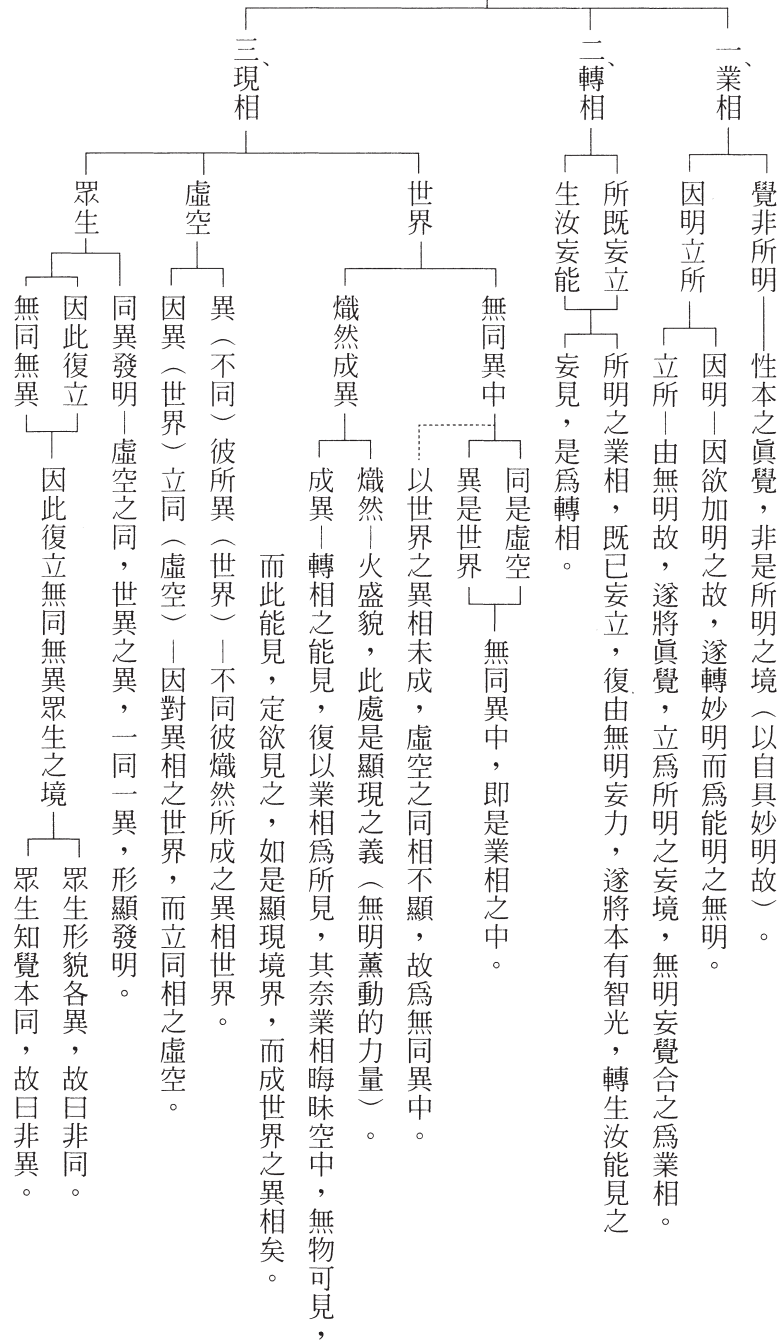 一、業相
覺非所明—性本之眞覺，非是所明之境（以自具妙明故）。
因明立所
因明—因欲加明之故，遂轉妙明而爲能明之無明。
立所—由無明故，遂將眞覺，立爲所明之妄境，無明妄覺合之爲業相。
二、轉相
所既妄立
生汝妄能
所明之業相，既已妄立，復由無明妄力，遂將本有智光，轉生汝能見之
妄見，是爲轉相。
三、現相
世界
無同異中
同是虛空
異是世界
無同異中，即是業相之中。
以世界之異相未成，虛空之同相不顯，故爲無同異中。
熾然成異
熾然—火盛貌，此處是顯現之義（無明薰動的力量）。
成異—轉相之能見，復以業相爲所見，其奈業相晦昧空中，無物可見，
而此能見，定欲見之，如是顯現境界，而成世界之異相矣。
虛空
異（不同）彼所異（世界）—不同彼熾然所成之異相世界。
因異（世界）立同（虛空）—因對異相之世界，而立同相之虛空。
眾生
同異發明—虛空之同，世界之異，一同一異，形顯發明。
因此復立
無同無異
因此復立無同無異眾生之境
眾生形貌各異，故曰非同。
眾生知覺本同，故曰非異。